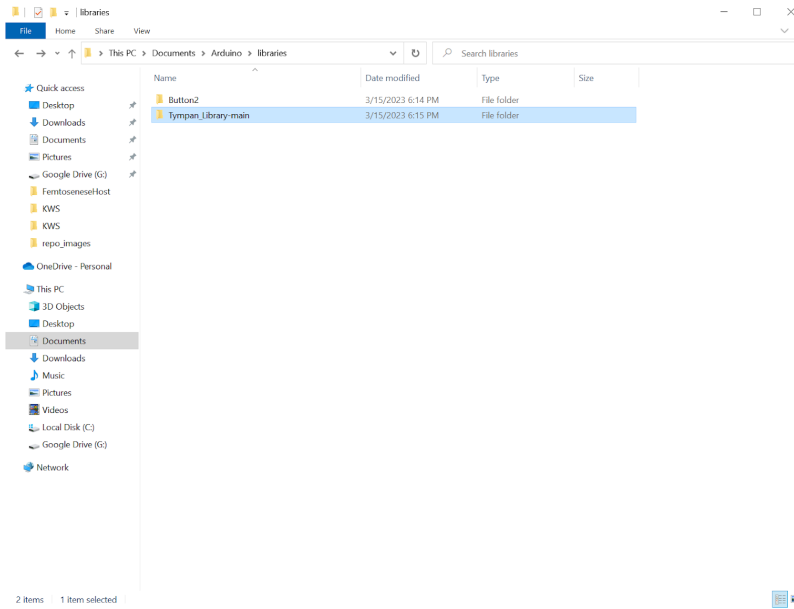 libraries
File Home Share View
This PC Documents Arduino libraries Search libraries
Name Date modified Type Size
Quick access
Desktop
Downloads
Documents
Pictures
Google Drive (G:)
FemtoseneseHost
KWS
KWS
repo_images
OneDrive - Personal
This PC
3D Objects
Desktop
Documents
Downloads
Music
Pictures
Videos
Local Disk (C:)
Google Drive (G:)
Network
Button2 3/15/2023 6:14 PM File folder
Tympan_Library-main 3/15/2023 6:15 PM File folder
2 items 1 item selected